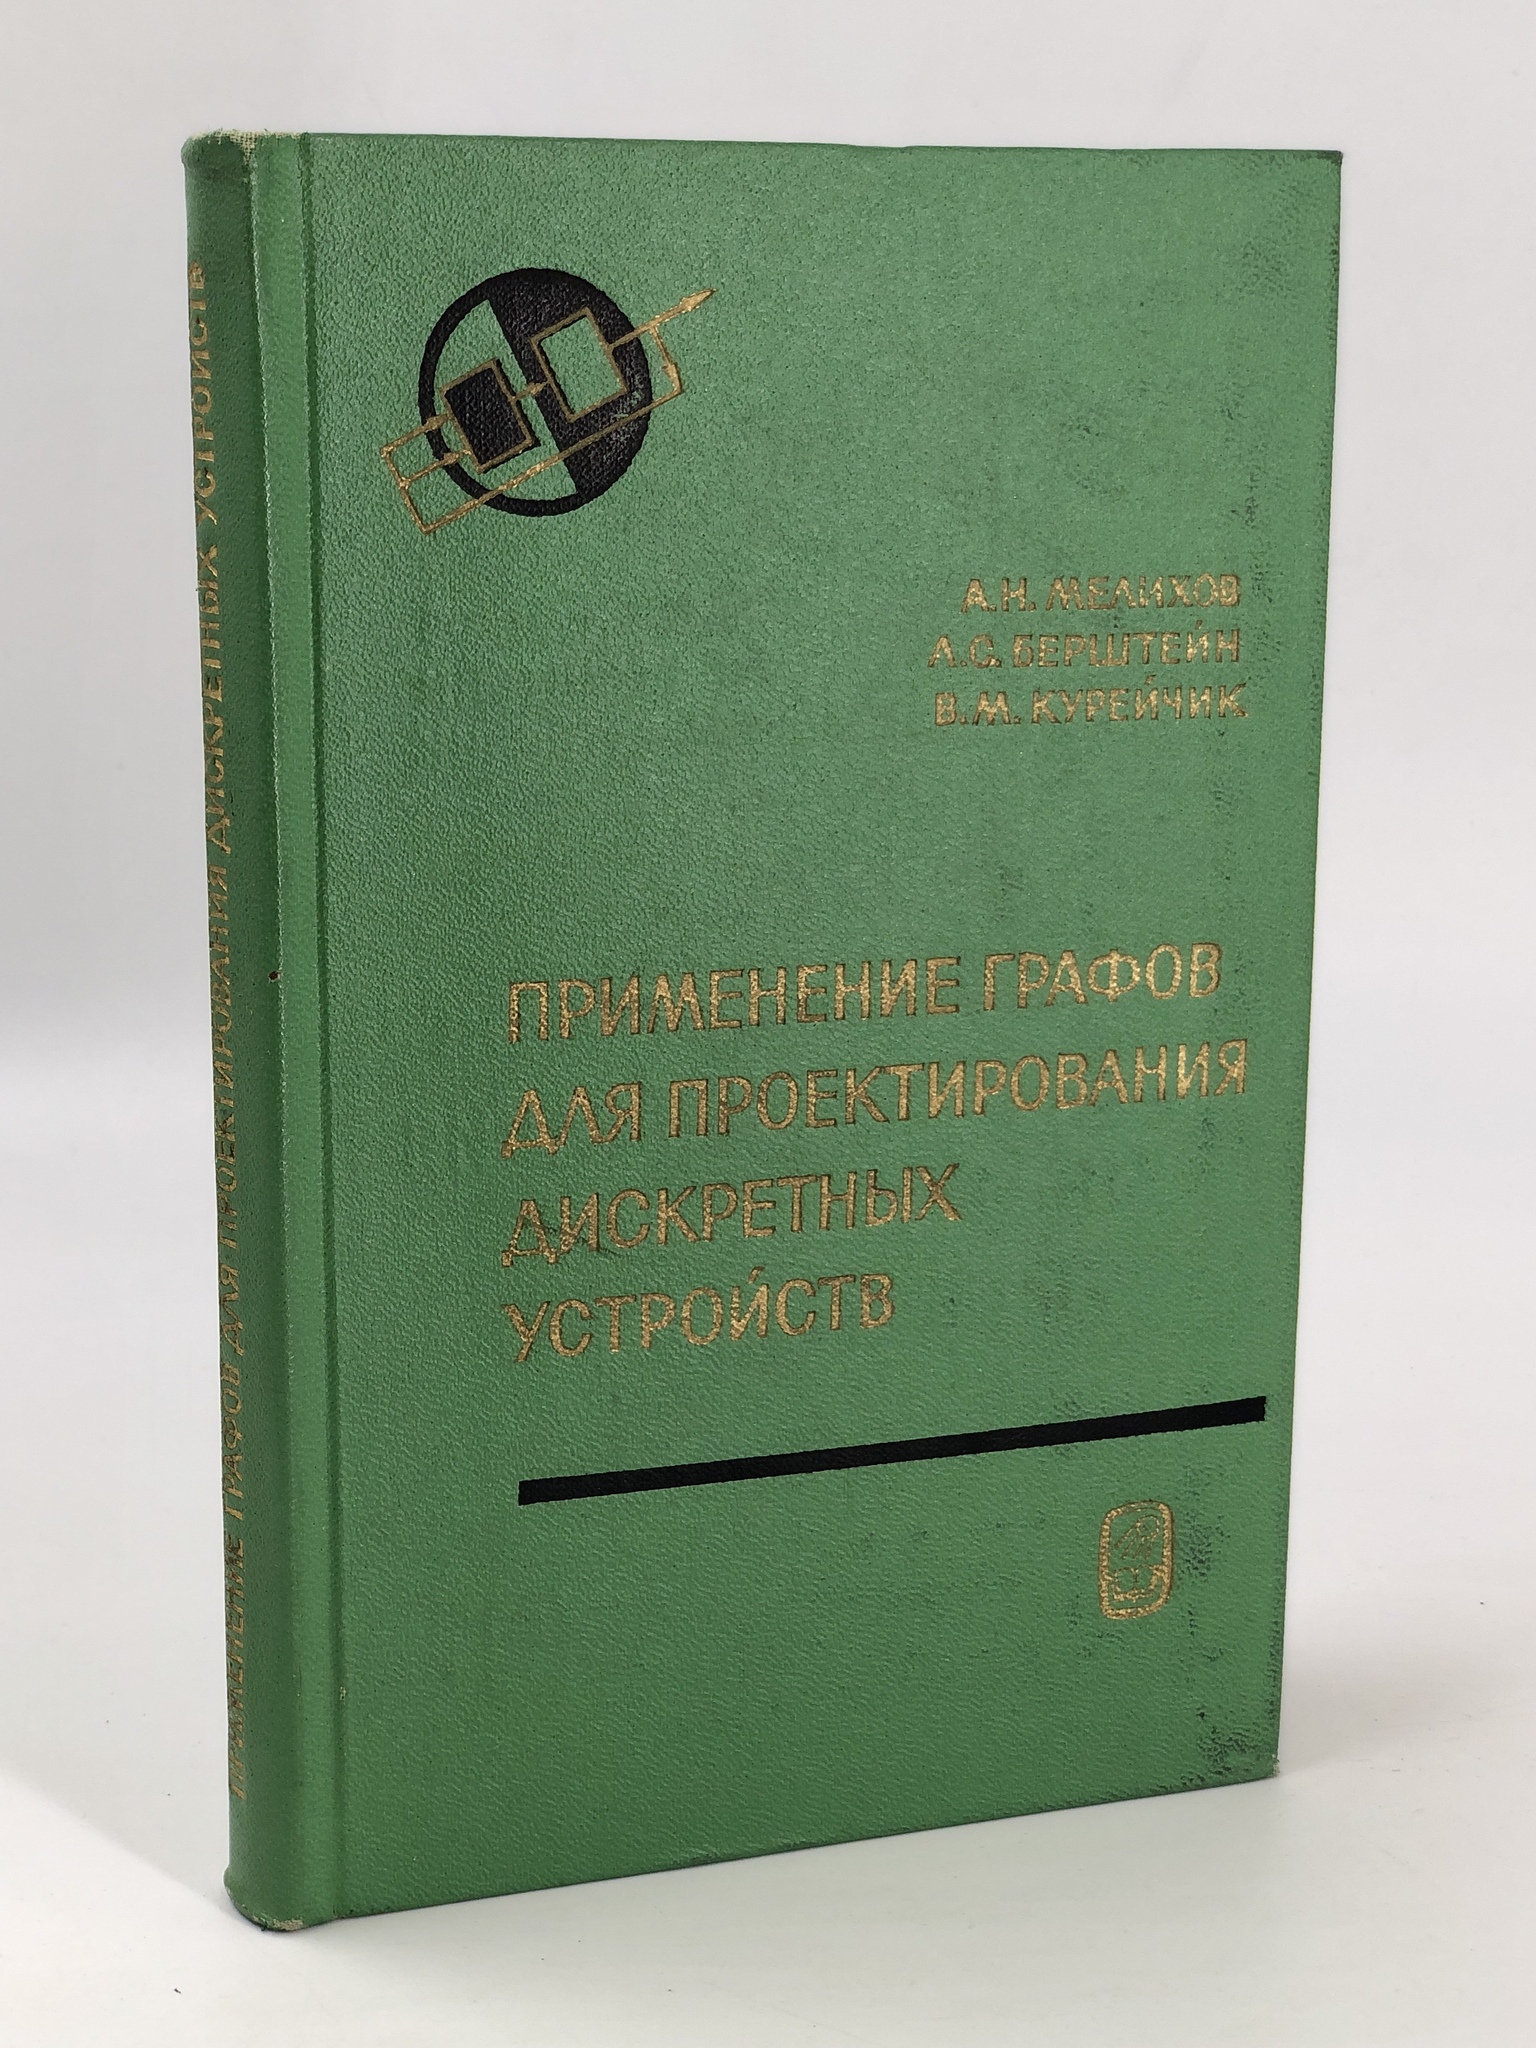 А.Н. МЕЛИХОВ
Л.С. БЕРШТЕЙН
В.М. КУРЕЙЧИК
ПРИМЕНЕНИЕ ГРАФОВ
ДЛЯ ПРОЕКТИРОВАНИЯ
ДИСКРЕТНЫХ
УСТРОЙСТВ
ПРИМЕНЕНИЕ ГРАФОВ ДЛЯ ПРОЕКТИРОВАНИЯ ДИСКРЕТНЫХ УСТРОЙСТВ